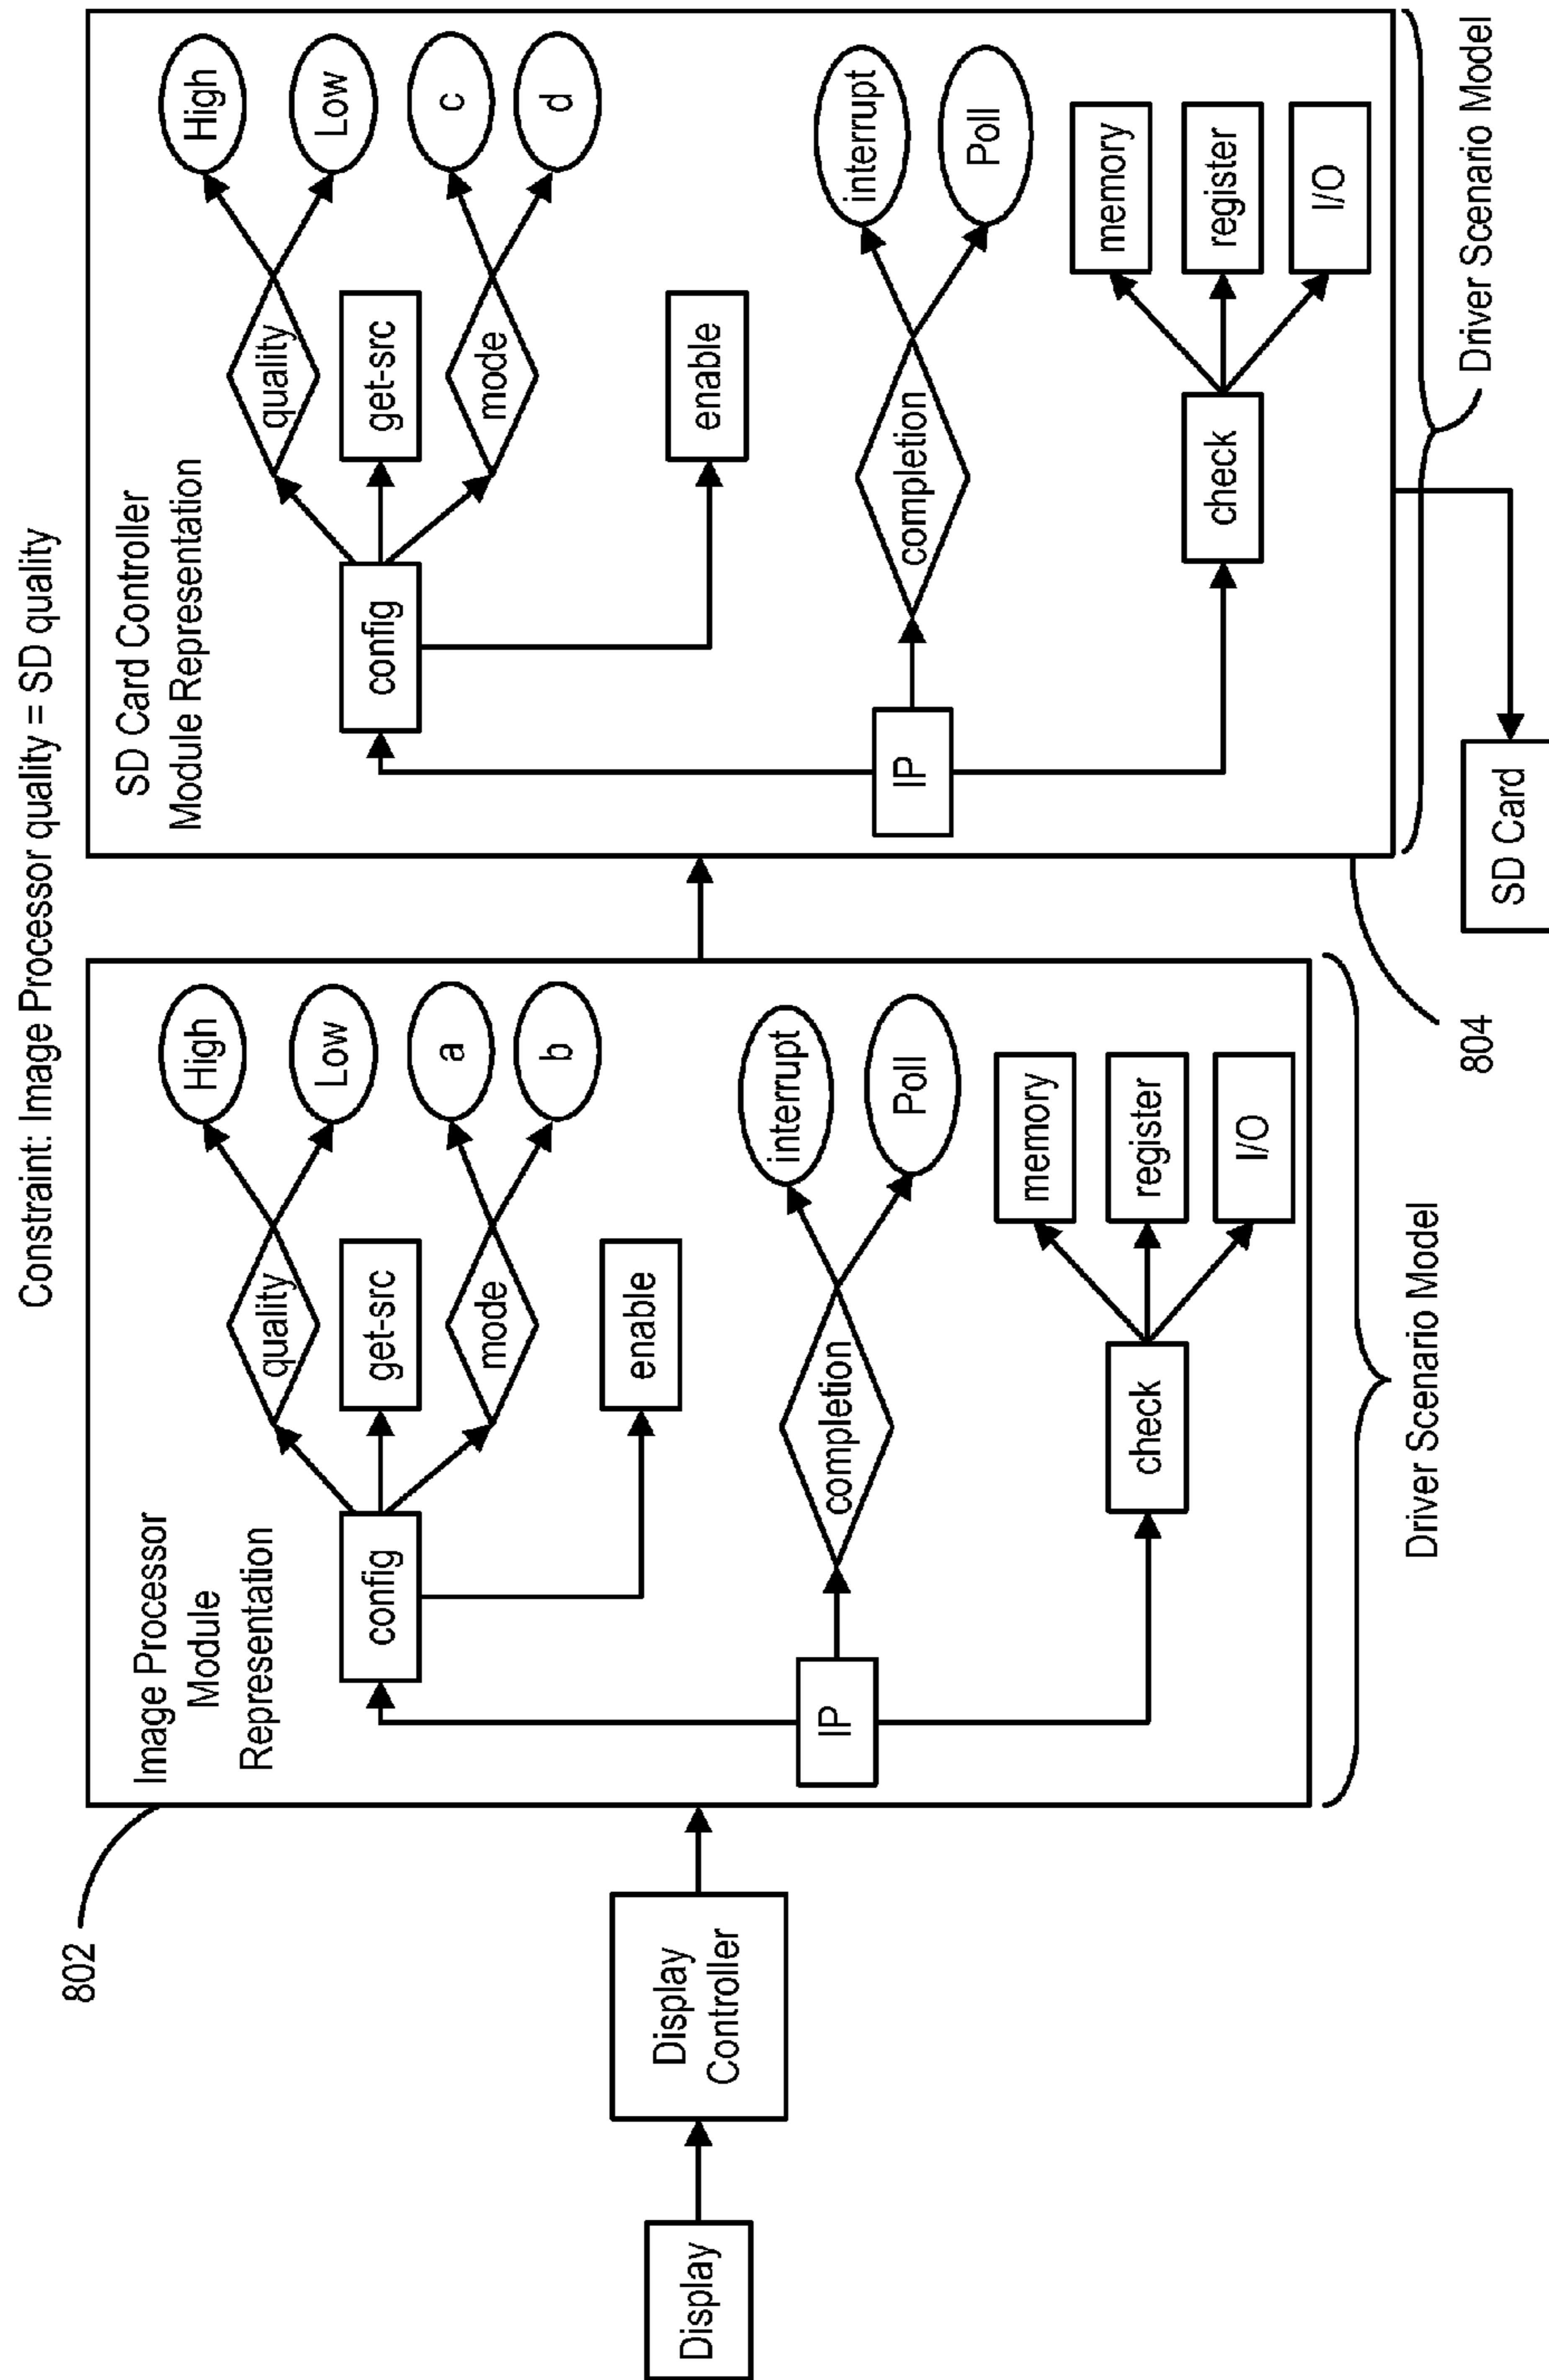 Constraint: Image Processor quality = SD quality
802
Image Processor
Module
Representation
config
quality
High
Low
get-src
mode
a
b
enable
IP
completion
interrupt
Poll
check
memory
register
I/O
Driver Scenario Model
Display
Display
Controller
SD Card Controller
Module Representation
config
quality
High
Low
get-src
mode
c
d
enable
IP
completion
interrupt
Poll
check
memory
register
I/O
804
Driver Scenario Model
SD Card